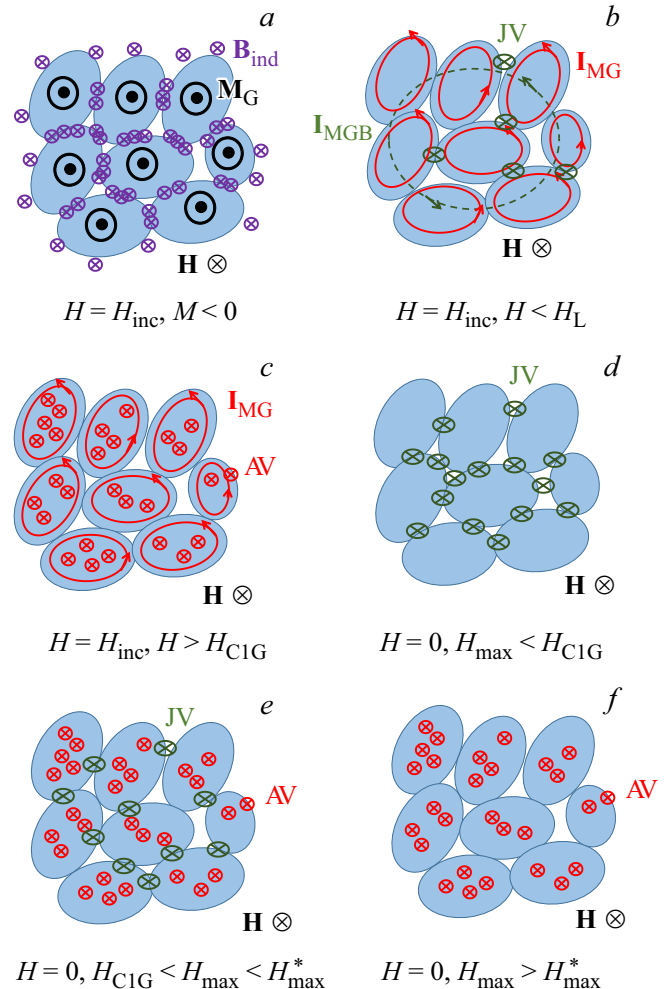 a
B_ind
M_G
H ⊗
H = H_inc, M < 0
b
JV
I_MG
I_MGB
H ⊗
H = H_inc, H < H_L
c
I_MG
AV
H ⊗
H = H_inc, H > H_C1G
d
JV
H ⊗
H = 0, H_max < H_C1G
e
JV
AV
H ⊗
H = 0, H_C1G < H_max < H*_max
f
AV
H ⊗
H = 0, H_max > H*_max